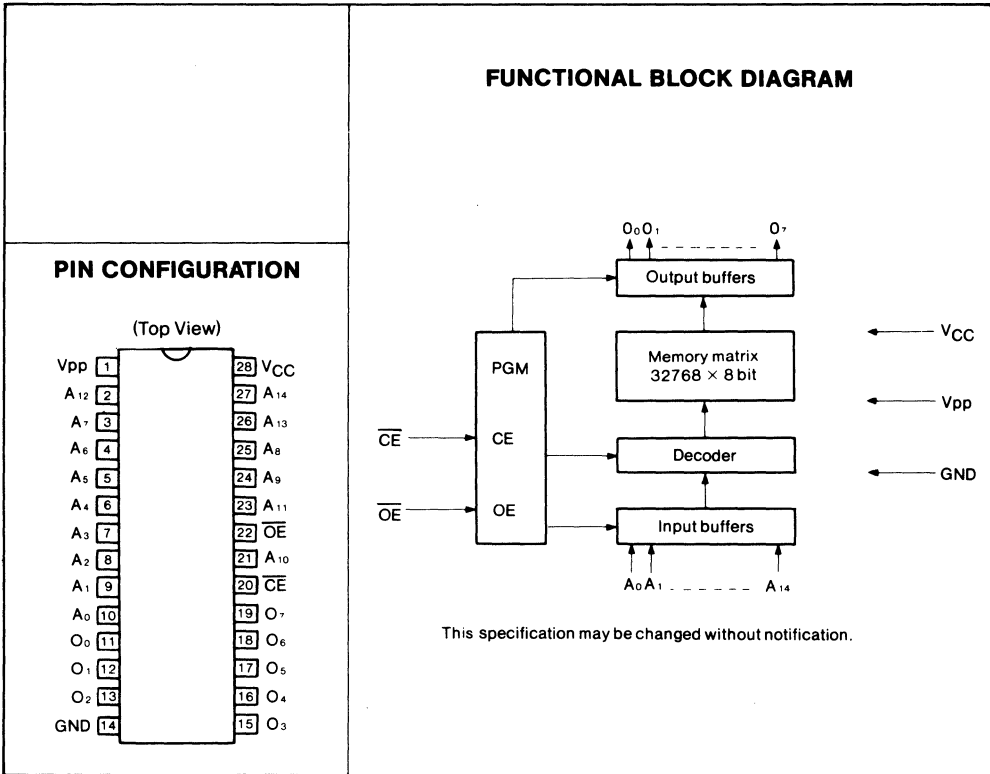 FUNCTIONAL BLOCK DIAGRAM
O₀ O₁ O₇
Output buffers
Memory matrix
32768 × 8 bit
Decoder
Input buffers
A₀ A₁ A₁₄
PGM
CE
OE
C̅E̅
O̅E̅
VCC
Vpp
GND
This specification may be changed without notification.
PIN CONFIGURATION
(Top View)
Vpp 1 28 VCC
A₁₂ 2 27 A₁₄
A₇ 3 26 A₁₃
A₆ 4 25 A₈
A₅ 5 24 A₉
A₄ 6 23 A₁₁
A₃ 7 22 O̅E̅
A₂ 8 21 A₁₀
A₁ 9 20 C̅E̅
A₀ 10 19 O₇
O₀ 11 18 O₆
O₁ 12 17 O₅
O₂ 13 16 O₄
GND 14 15 O₃